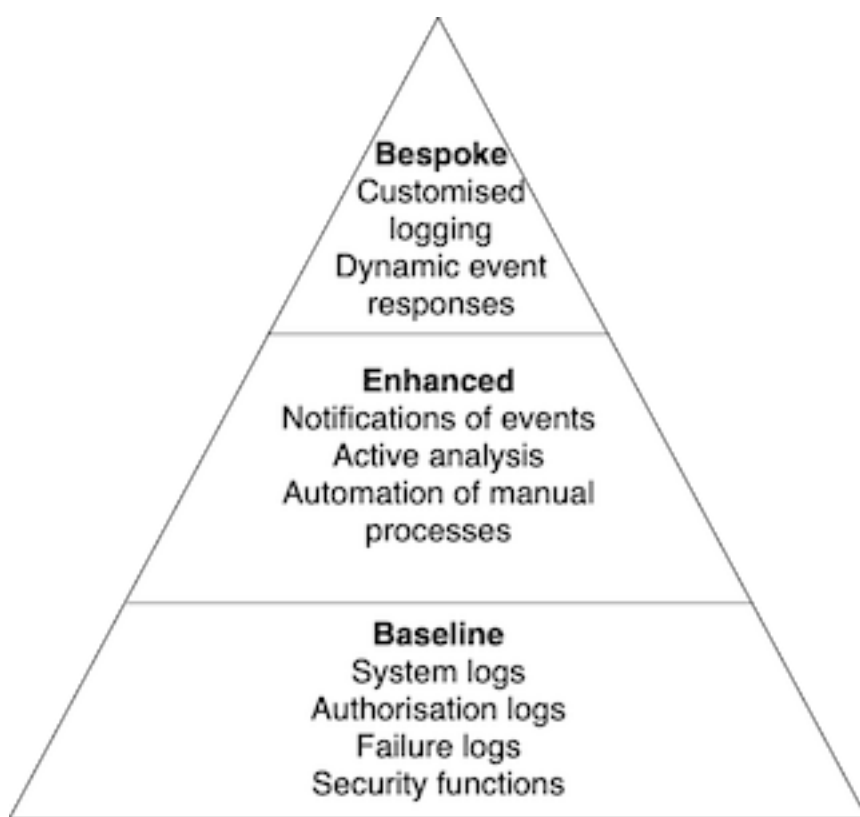 Bespoke
Customised
logging
Dynamic event
responses
Enhanced
Notifications of events
Active analysis
Automation of manual
processes
Baseline
System logs
Authorisation logs
Failure logs
Security functions